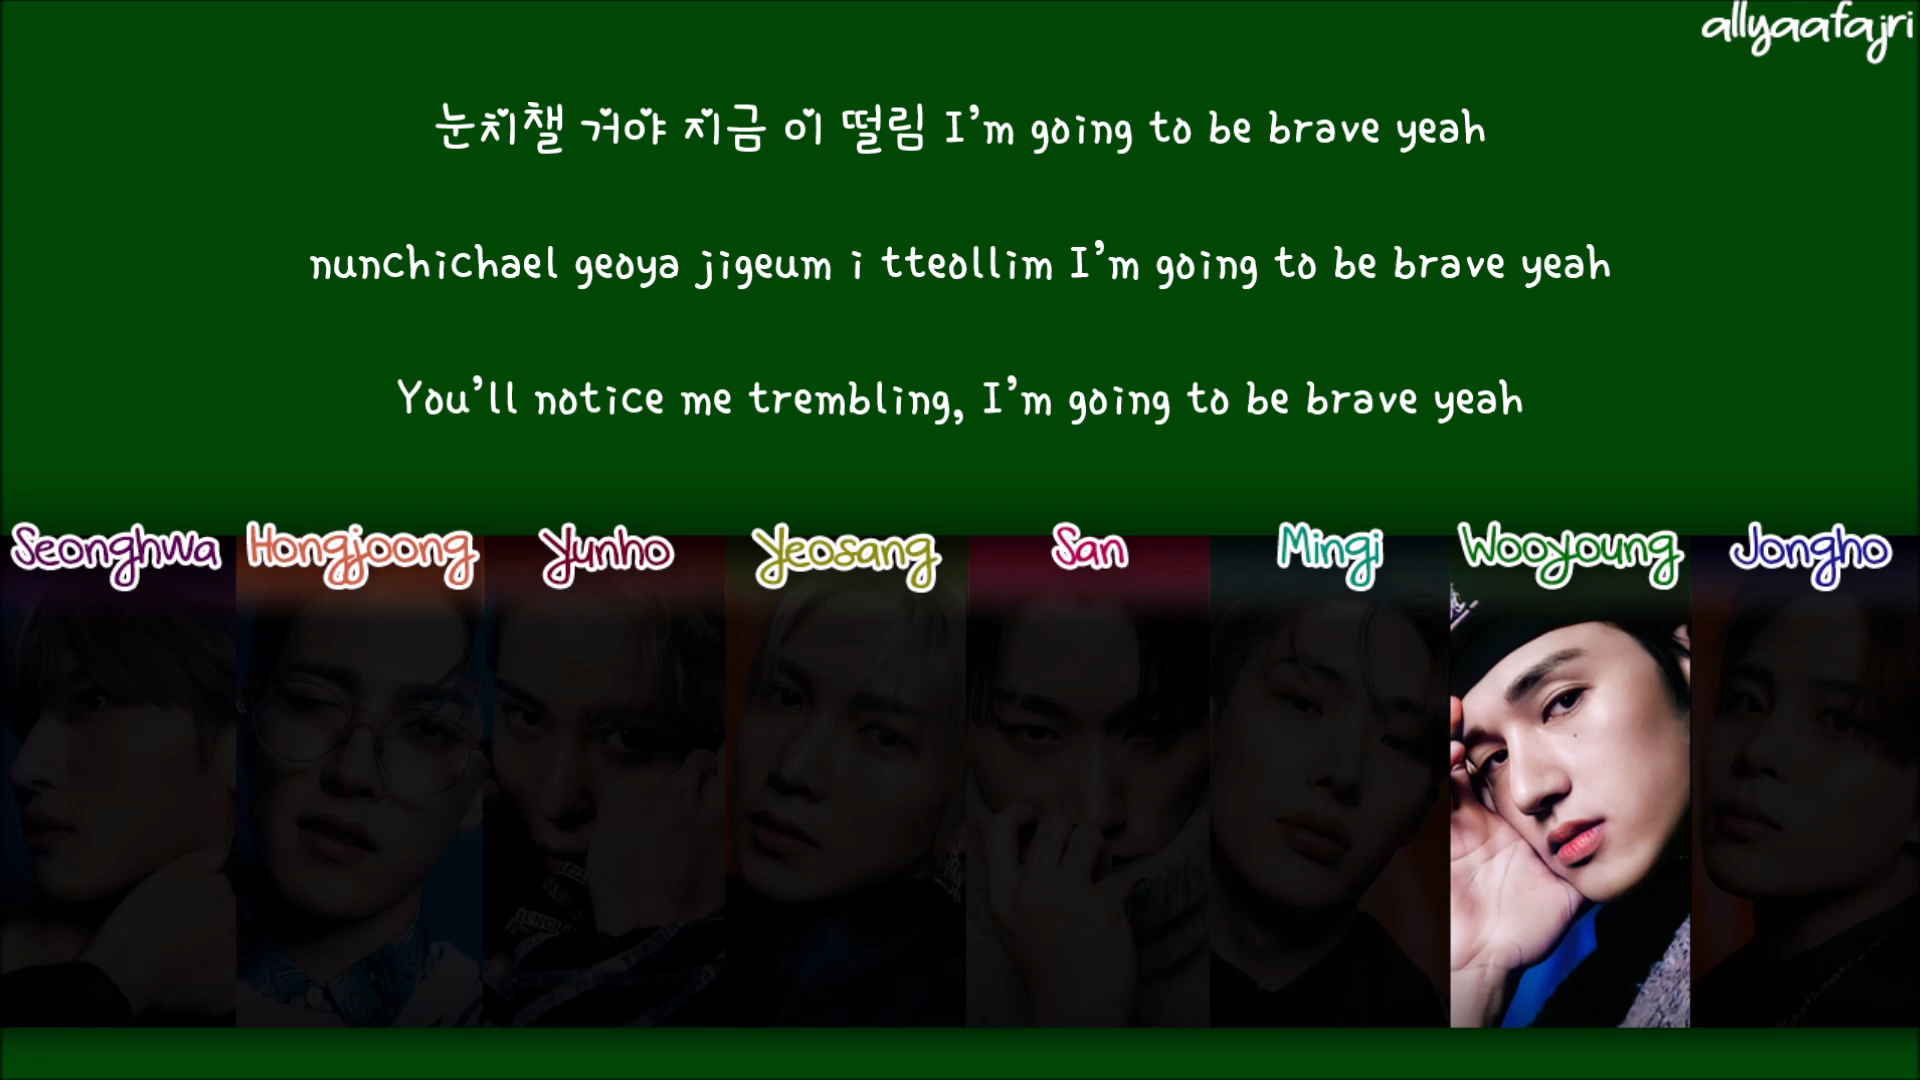 allyaafajri
눈치챌 거야 지금 이 떨림 I'm going to be brave yeah
nunchichael geoya jigeum i tteollim I'm going to be brave yeah
You'll notice me trembling, I'm going to be brave yeah
Seonghwa Hongjoong Yunho Yeosang San Mingi Wooyoung Jongho